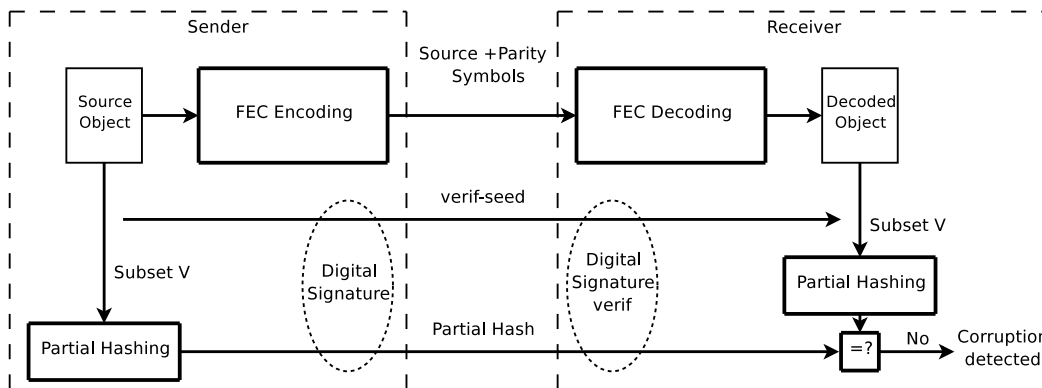 Sender
Receiver
Source +Parity
Symbols
Source
Object
FEC Encoding
FEC Decoding
Decoded
Object
verif-seed
Subset V
Subset V
Digital
Signature
Digital
Signature
verif
Partial Hashing
Partial Hashing
Partial Hash
=?
No
Corruption
detected